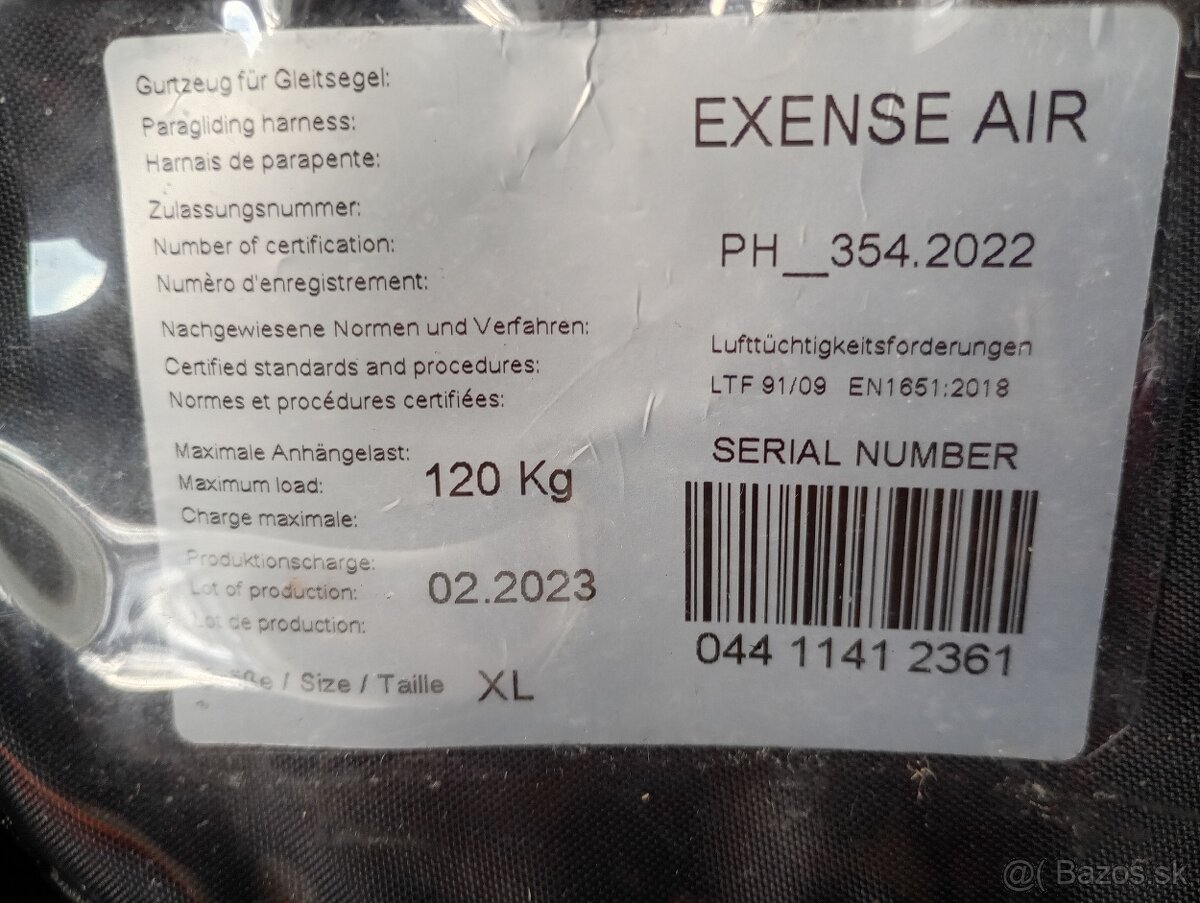 Gurtzeug für Gleitsegel:
Paragliding harness:
Harnais de parapente:
EXENSE AIR
Zulassungsnummer:
Number of certification:
Numèro d'enregistrement:
PH__354.2022
Nachgewiesene Normen und Verfahren:
Certified standards and procedures:
Normes et procédures certifiées:
Lufttüchtigkeitsforderungen
LTF 91/09 EN1651:2018
Maximale Anhängelast:
Maximum load:
Charge maximale:
120 Kg
Produktionscharge:
Lot of production:
Lot de production:
02.2023
/ Size / Taille XL
SERIAL NUMBER
044 1141 2361
@( Bazos.sk